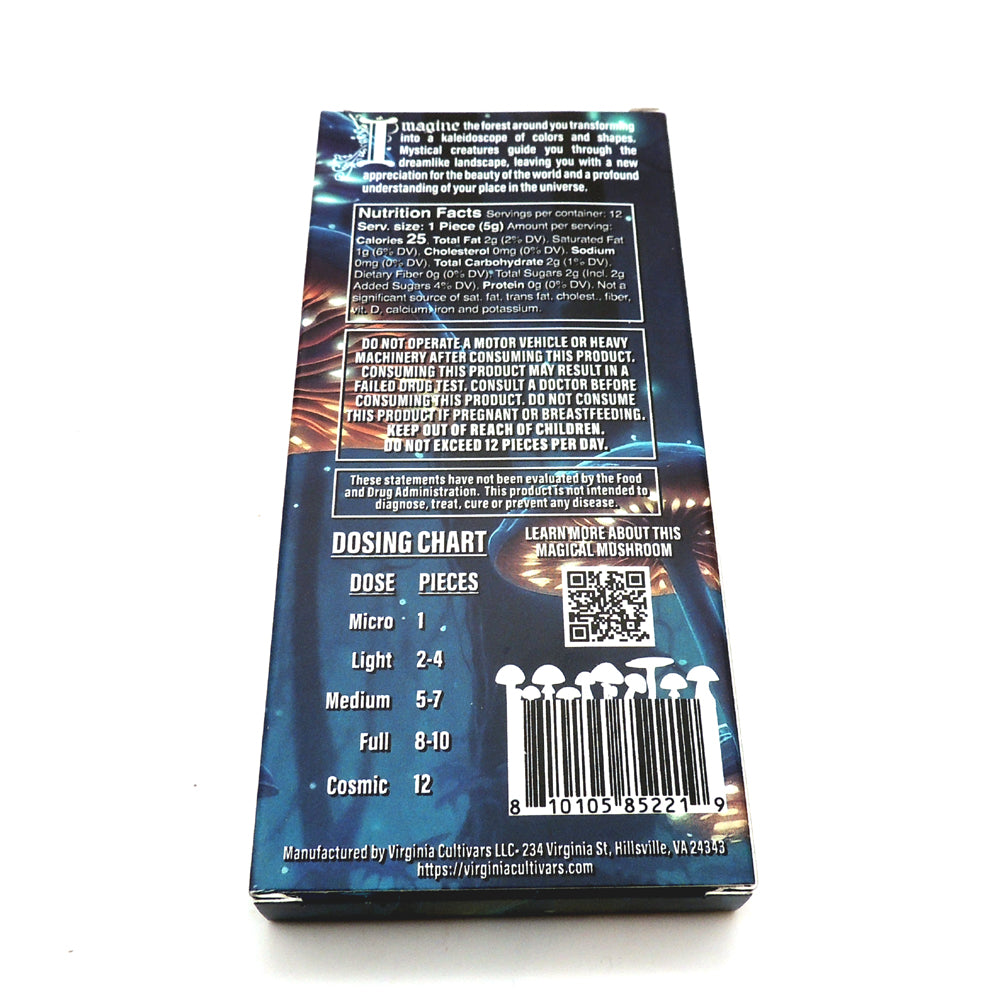 Imagine the forest around you transforming
into a kaleidoscope of colors and shapes.
Mystical creatures guide you through the
dreamlike landscape, leaving you with a new
appreciation for the beauty of the world and a profound
understanding of your place in the universe.
Nutrition Facts Servings per container: 12
Serv. size: 1 Piece (5g) Amount per serving:
Calories 25, Total Fat 2g (2% DV), Saturated Fat
1g (6% DV), Cholesterol 0mg (0% DV), Sodium
0mg (0% DV), Total Carbohydrate 2g (1% DV),
Dietary Fiber 0g (0% DV), Total Sugars 2g (Incl. 2g
Added Sugars 4% DV), Protein 0g (0% DV). Not a
significant source of sat. fat, trans fat, cholest., fiber,
vit. D, calcium, iron and potassium.
DO NOT OPERATE A MOTOR VEHICLE OR HEAVY
MACHINERY AFTER CONSUMING THIS PRODUCT.
CONSUMING THIS PRODUCT MAY RESULT IN A
FAILED DRUG TEST. CONSULT A DOCTOR BEFORE
CONSUMING THIS PRODUCT. DO NOT CONSUME
THIS PRODUCT IF PREGNANT OR BREASTFEEDING.
KEEP OUT OF REACH OF CHILDREN.
DO NOT EXCEED 12 PIECES PER DAY.
These statements have not been evaluated by the Food
and Drug Administration. This product is not intended to
diagnose, treat, cure or prevent any disease.
DOSING CHART
DOSE PIECES
Micro 1
Light 2-4
Medium 5-7
Full 8-10
Cosmic 12
LEARN MORE ABOUT THIS
MAGICAL MUSHROOM
8 10105 85221 9
Manufactured by Virginia Cultivars LLC- 234 Virginia St, Hillsville, VA 24343
https://virginiacultivars.com